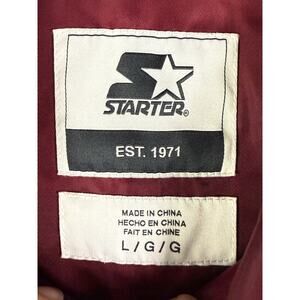 STARTER®
EST. 1971
MADE IN CHINA
HECHO EN CHINA
FAIT EN CHINE
L/G/G